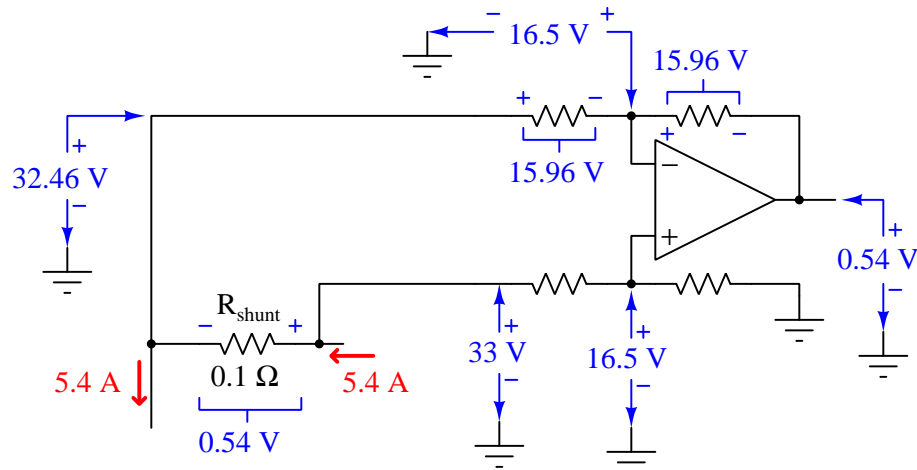 − 16.5 V +
15.96 V
+ −
+ −
+
32.46 V
−
15.96 V
−
+
+
0.54 V
−
R_shunt
− +
0.1 Ω
5.4 A
5.4 A
0.54 V
+
33 V
−
+
16.5 V
−